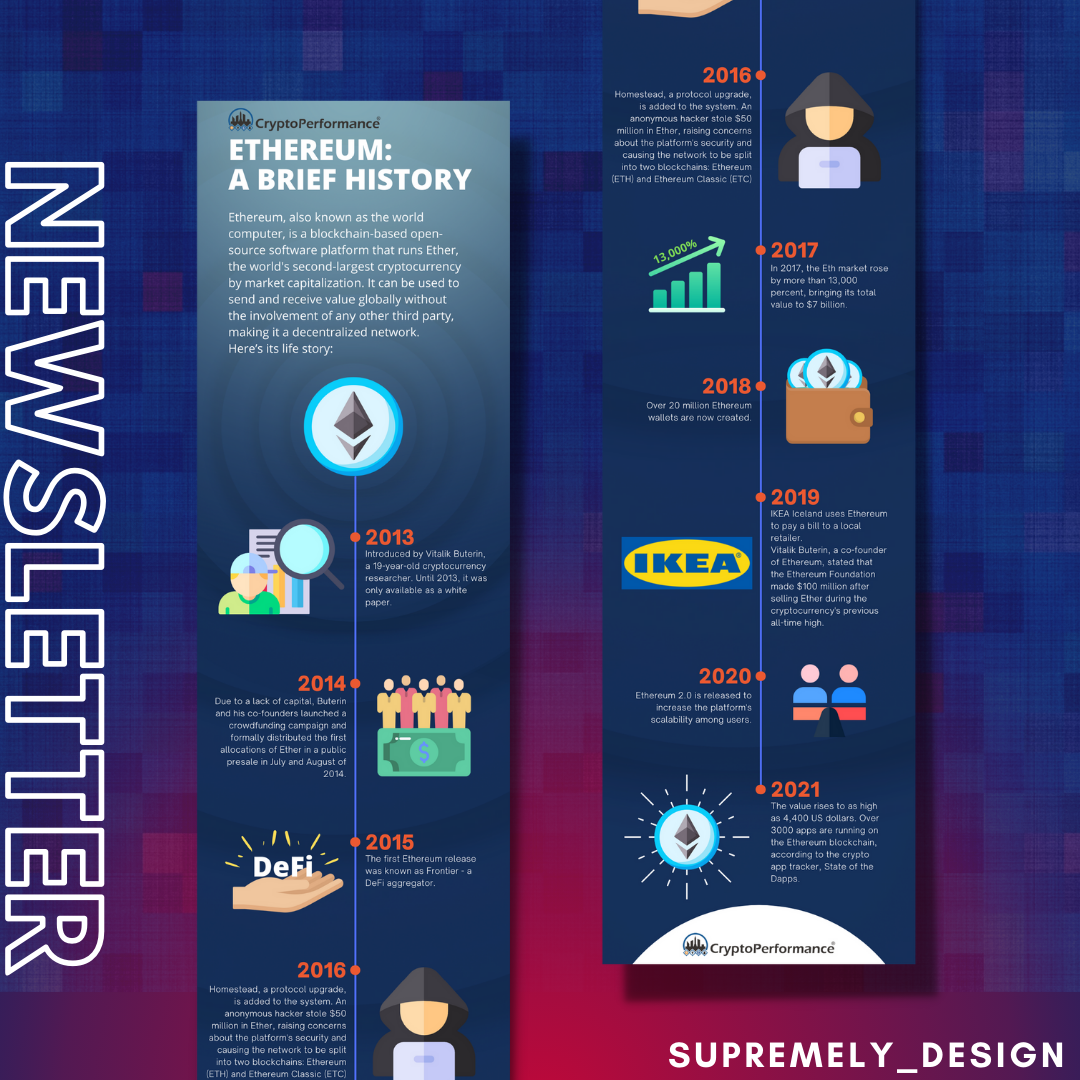 NEWSLETTER
CryptoPerformance®
ETHEREUM:
A BRIEF HISTORY
Ethereum, also known as the world
computer, is a blockchain-based open-
source software platform that runs Ether,
the world's second-largest cryptocurrency
by market capitalization. It can be used to
send and receive value globally without
the involvement of any other third party,
making it a decentralized network.
Here's its life story:
2013
Introduced by Vitalik Buterin,
a 19-year-old cryptocurrency
researcher. Until 2013, it was
only available as a white
paper.
2014
Due to a lack of capital, Buterin
and his co-founders launched a
crowdfunding campaign and
formally distributed the first
allocations of Ether in a public
presale in July and August of
2014.
$
2015
The first Ethereum release
was known as Frontier - a
DeFi aggregator.
DeFi
2016
Homestead, a protocol upgrade,
is added to the system. An
anonymous hacker stole $50
million in Ether, raising concerns
about the platform's security and
causing the network to be split
into two blockchains: Ethereum
(ETH) and Ethereum Classic (ETC)
2016
Homestead, a protocol upgrade,
is added to the system. An
anonymous hacker stole $50
million in Ether, raising concerns
about the platform's security and
causing the network to be split
into two blockchains: Ethereum
(ETH) and Ethereum Classic (ETC)
13,000%
2017
In 2017, the Eth market rose
by more than 13,000
percent, bringing its total
value to $7 billion.
2018
Over 20 million Ethereum
wallets are now created.
2019
IKEA Iceland uses Ethereum
to pay a bill to a local
retailer.
Vitalik Buterin, a co-founder
of Ethereum, stated that
the Ethereum Foundation
made $100 million after
selling Ether during the
cryptocurrency's previous
all-time high.
IKEA®
2020
Ethereum 2.0 is released to
increase the platform's
scalability among users.
2021
The value rises to as high
as 4,400 US dollars. Over
3000 apps are running on
the Ethereum blockchain,
according to the crypto
app tracker, State of the
Dapps.
CryptoPerformance®
SUPREMELY_DESIGN